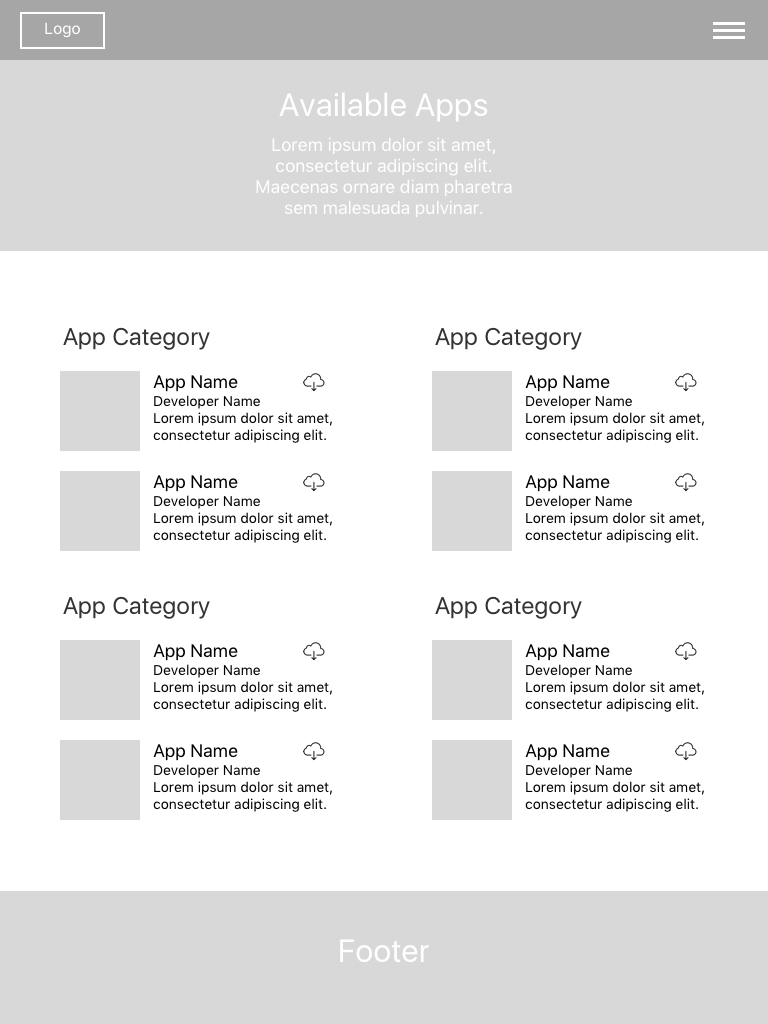 Logo
Available Apps
Lorem ipsum dolor sit amet,
consectetur adipiscing elit.
Maecenas ornare diam pharetra
sem malesuada pulvinar.
App Category
App Name
Developer Name
Lorem ipsum dolor sit amet,
consectetur adipiscing elit.
App Name
Developer Name
Lorem ipsum dolor sit amet,
consectetur adipiscing elit.
App Category
App Name
Developer Name
Lorem ipsum dolor sit amet,
consectetur adipiscing elit.
App Name
Developer Name
Lorem ipsum dolor sit amet,
consectetur adipiscing elit.
App Category
App Name
Developer Name
Lorem ipsum dolor sit amet,
consectetur adipiscing elit.
App Name
Developer Name
Lorem ipsum dolor sit amet,
consectetur adipiscing elit.
App Category
App Name
Developer Name
Lorem ipsum dolor sit amet,
consectetur adipiscing elit.
App Name
Developer Name
Lorem ipsum dolor sit amet,
consectetur adipiscing elit.
Footer